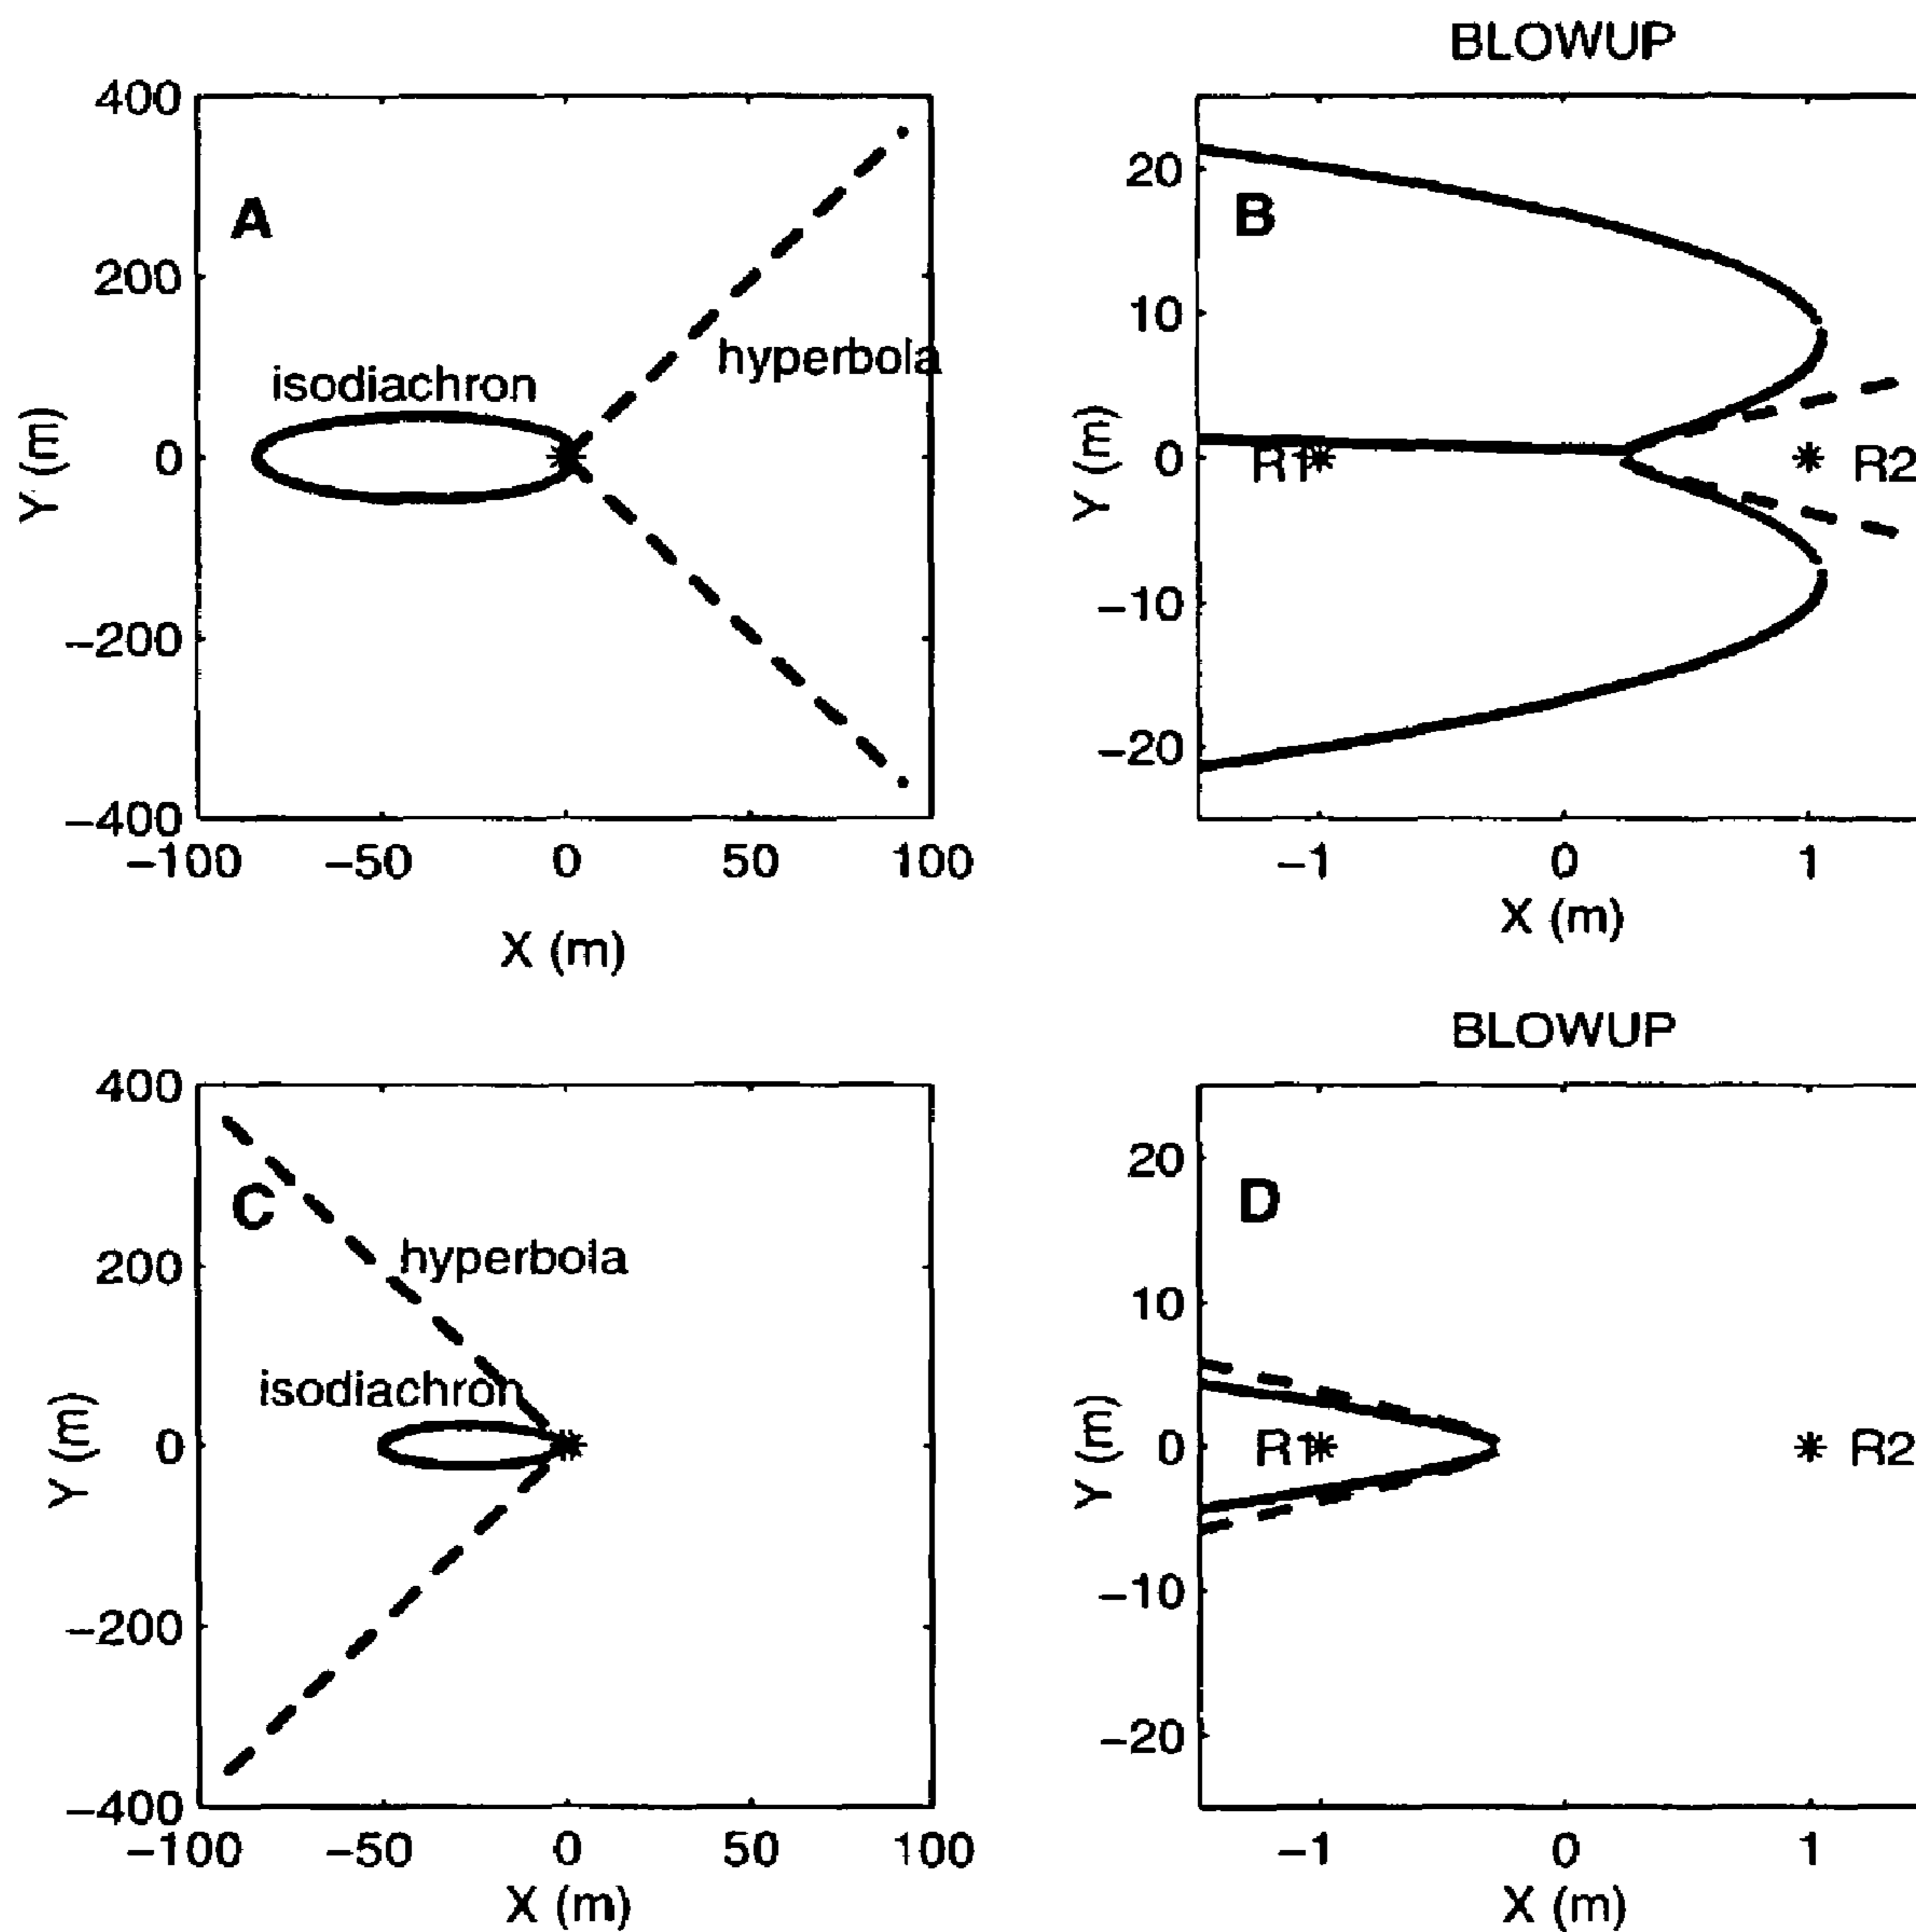 A
400
200
0
−200
−400
−100
−50
0
50
100
Y (m)
X (m)
isodiachron
hyperbola
BLOWUP
B
20
10
0
−10
−20
−1
0
1
Y (m)
X (m)
R1
R2
C
400
200
0
−200
−400
−100
−50
0
50
100
Y (m)
X (m)
hyperbola
isodiachron
BLOWUP
D
20
10
0
−10
−20
−1
0
1
Y (m)
X (m)
R1
R2